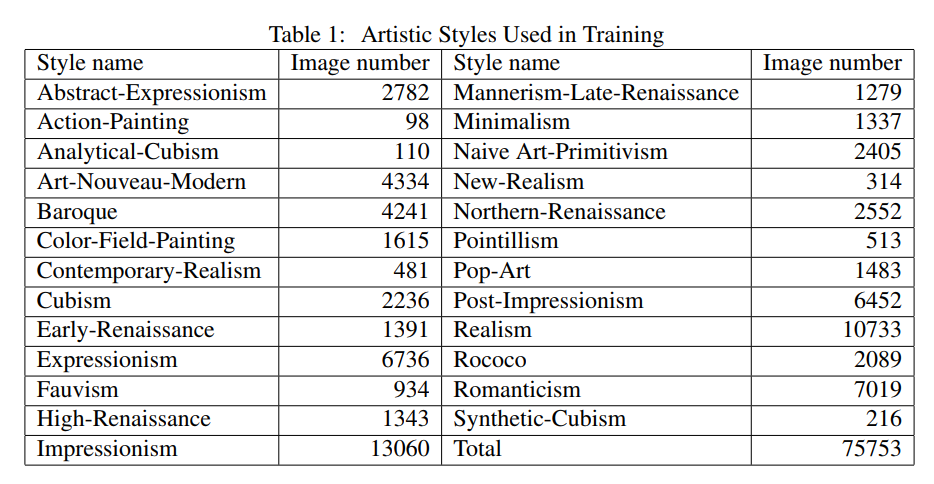 Table 1: Artistic Styles Used in Training
Style name Image number Style name Image number
Abstract-Expressionism 2782 Mannerism-Late-Renaissance 1279
Action-Painting 98 Minimalism 1337
Analytical-Cubism 110 Naive Art-Primitivism 2405
Art-Nouveau-Modern 4334 New-Realism 314
Baroque 4241 Northern-Renaissance 2552
Color-Field-Painting 1615 Pointillism 513
Contemporary-Realism 481 Pop-Art 1483
Cubism 2236 Post-Impressionism 6452
Early-Renaissance 1391 Realism 10733
Expressionism 6736 Rococo 2089
Fauvism 934 Romanticism 7019
High-Renaissance 1343 Synthetic-Cubism 216
Impressionism 13060 Total 75753